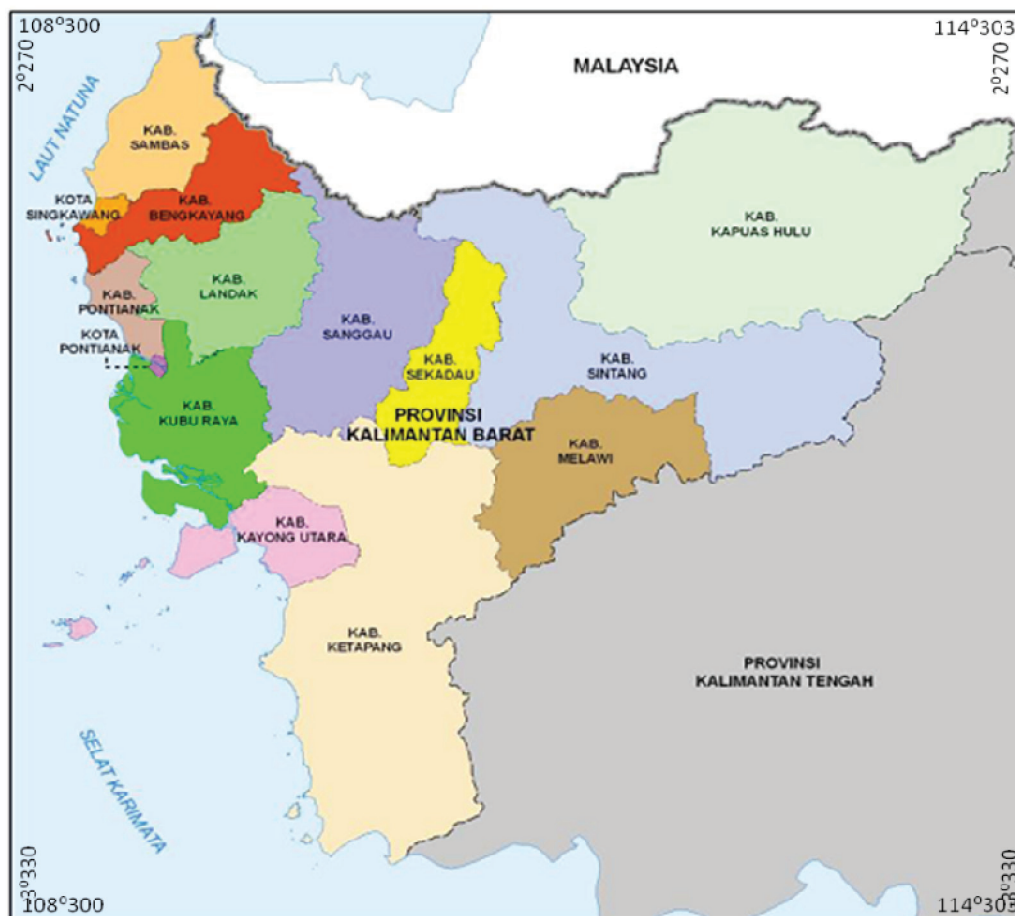 108°300
114°303
2°270
2°270
MALAYSIA
LAUT NATUNA
KAB.
SAMBAS
KOTA
SINGKAWANG
KAB.
BENGKAYANG
KAB.
KAPUAS HULU
KAB.
LANDAK
KAB.
PONTIANAK
KOTA
PONTIANAK
KAB.
SANGGAU
KAB.
SEKADAU
KAB.
SINTANG
KAB.
KUBU RAYA
PROVINSI
KALIMANTAN BARAT
KAB.
MELAWI
KAB.
KAYONG UTARA
KAB.
KETAPANG
PROVINSI
KALIMANTAN TENGAH
SELAT KARIMATA
3°330
3°330
108°300
114°303